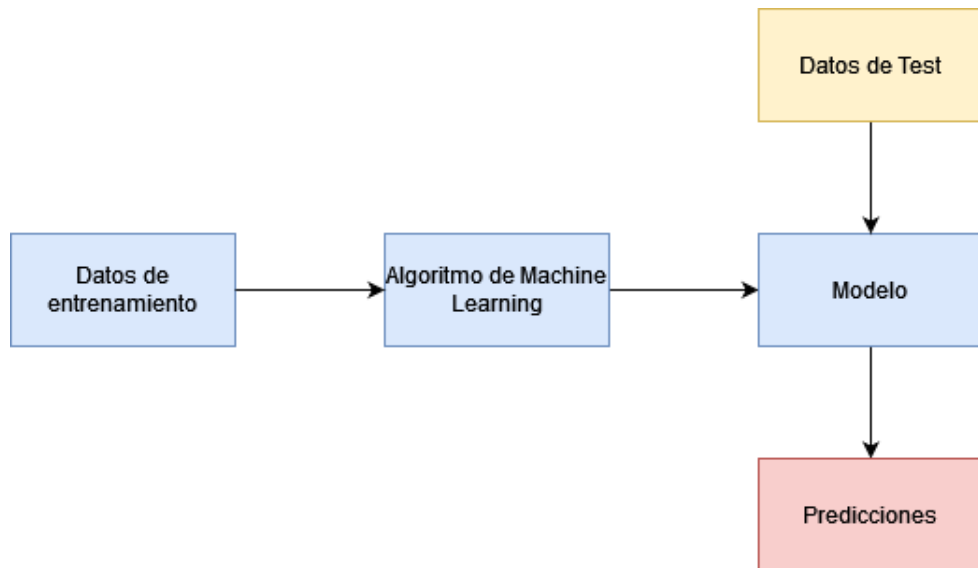 Datos de Test
Datos de
entrenamiento
Algoritmo de Machine
Learning
Modelo
Predicciones